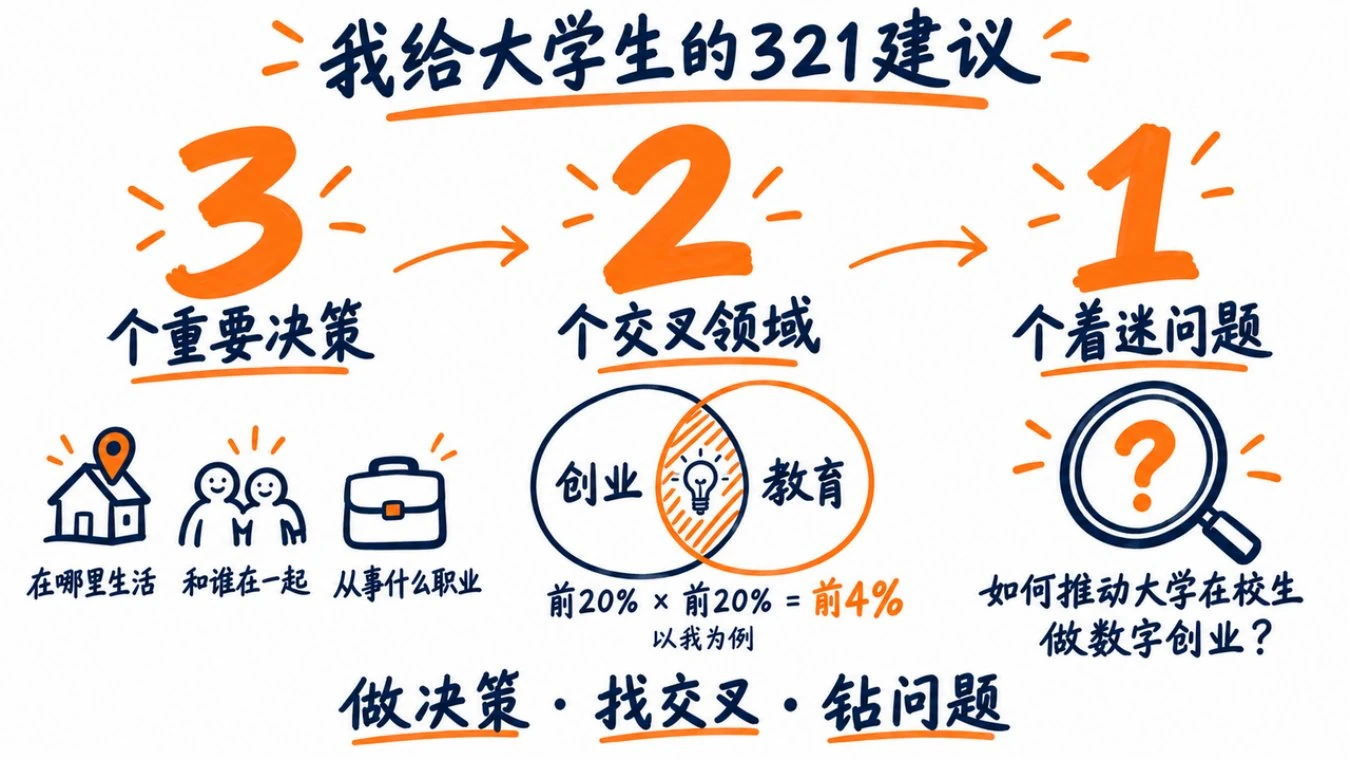 我给大学生的321建议
3
个重要决策
在哪里生活
和谁在一起
从事什么职业
2
个交叉领域
创业
教育
前20% × 前20% = 前4%
以我为例
1
个着迷问题
?
如何推动大学在校生
做数字创业？
做决策·找交叉·钻问题